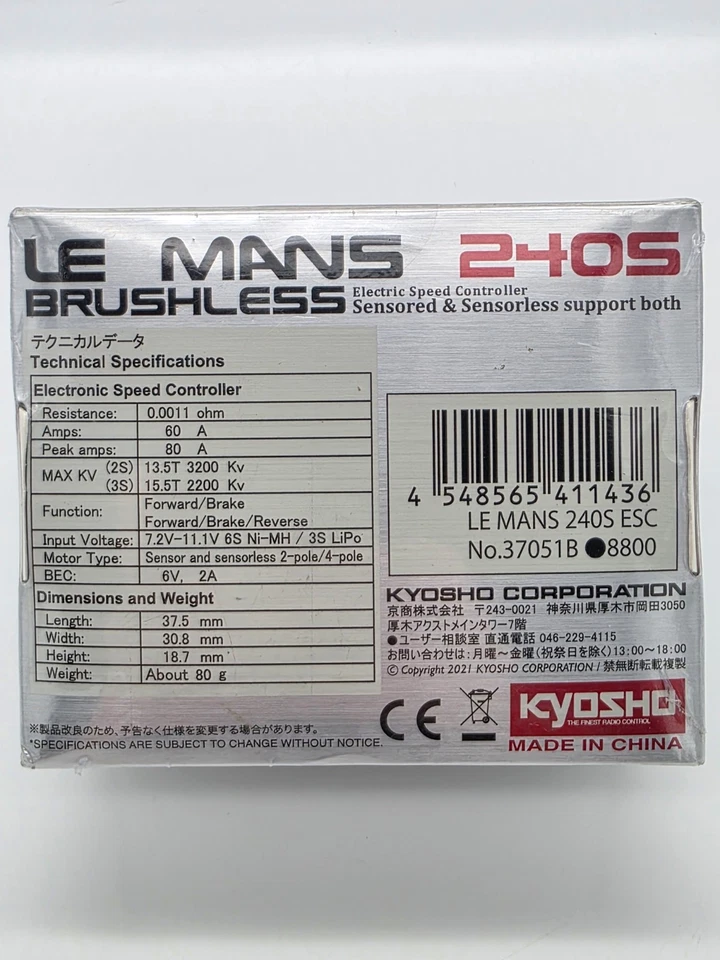 LE MANS 240S
BRUSHLESS
Electric Speed Controller
Sensored & Sensorless support both
テクニカルデータ
Technical Specifications
Electronic Speed Controller
Resistance: 0.0011 ohm
Amps: 60 A
Peak amps: 80 A
MAX KV (2S) 13.5T 3200 Kv
(3S) 15.5T 2200 Kv
Function: Forward/Brake
Forward/Brake/Reverse
Input Voltage: 7.2V-11.1V 6S Ni-MH / 3S LiPo
Motor Type: Sensor and sensorless 2-pole/4-pole
BEC: 6V, 2A
Dimensions and Weight
Length: 37.5 mm
Width: 30.8 mm
Height: 18.7 mm
Weight: About 80 g
※製品改良のため、予告なく仕様を変更する場合があります。
*SPECIFICATIONS ARE SUBJECT TO CHANGE WITHOUT NOTICE.
4 548565 411436
LE MANS 240S ESC
No.37051B ●8800
KYOSHO CORPORATION
京商株式会社 〒243-0021 神奈川県厚木市岡田3050
厚木アクストメインタワー7階
●ユーザー相談室 直通電話 046-229-4115
お問い合わせは:月曜～金曜(祝祭日を除く)13:00～18:00
© Copyright 2021 KYOSHO CORPORATION / 禁無断転載複製
CE
KYOSHO
THE FINEST RADIO CONTROL
MADE IN CHINA